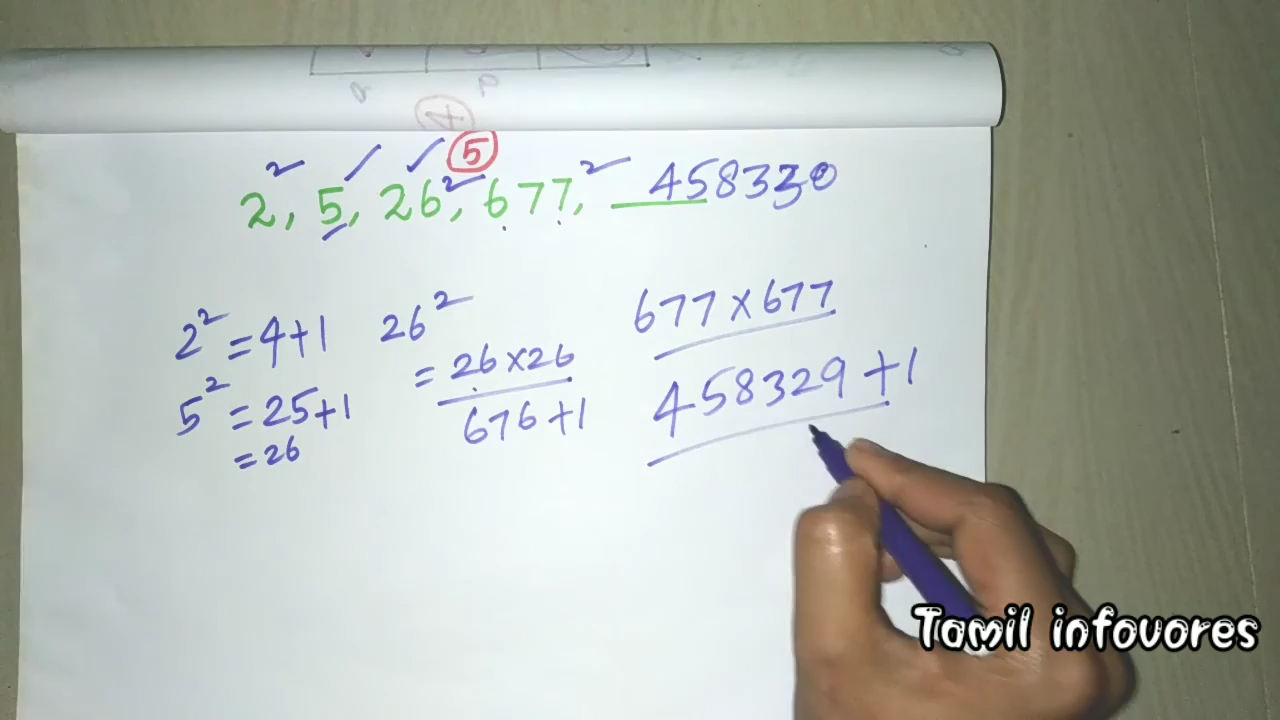 5
2, 5, 26, 677, 458330
2² = 4+1
5² = 25+1
= 26
26²
= 26 × 26
676 + 1
677 × 677
458329 + 1
Tamil infovores